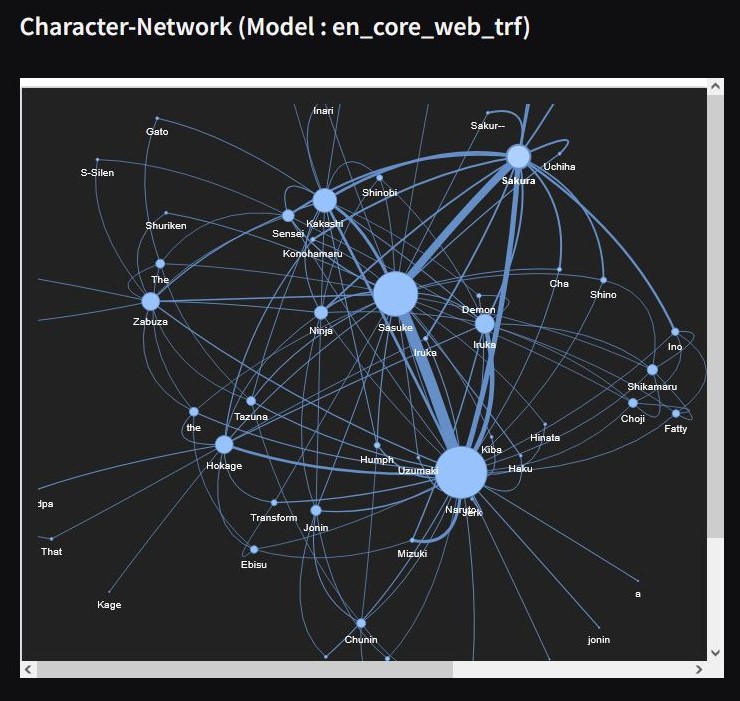 Character-Network (Model : en_core_web_trf)
Inari
Gato
Sakur--
Uchiha
S-Silen
Sakura
Shinobi
Shuriken
Kakashi
Sensei
Konohamaru
The
Cha
Shino
Zabuza
Demon
Ninja
Sasuke
Iruka
Iruka
Ino
Shikamaru
Tazuna
Choji
the
Fatty
Hinata
Kiba
Humph
Hokage
Uzumaki
Haku
dpa
Naruto
Jerk
Transform
Jonin
That
Mizuki
Ebisu
a
Kage
Chunin
jonin